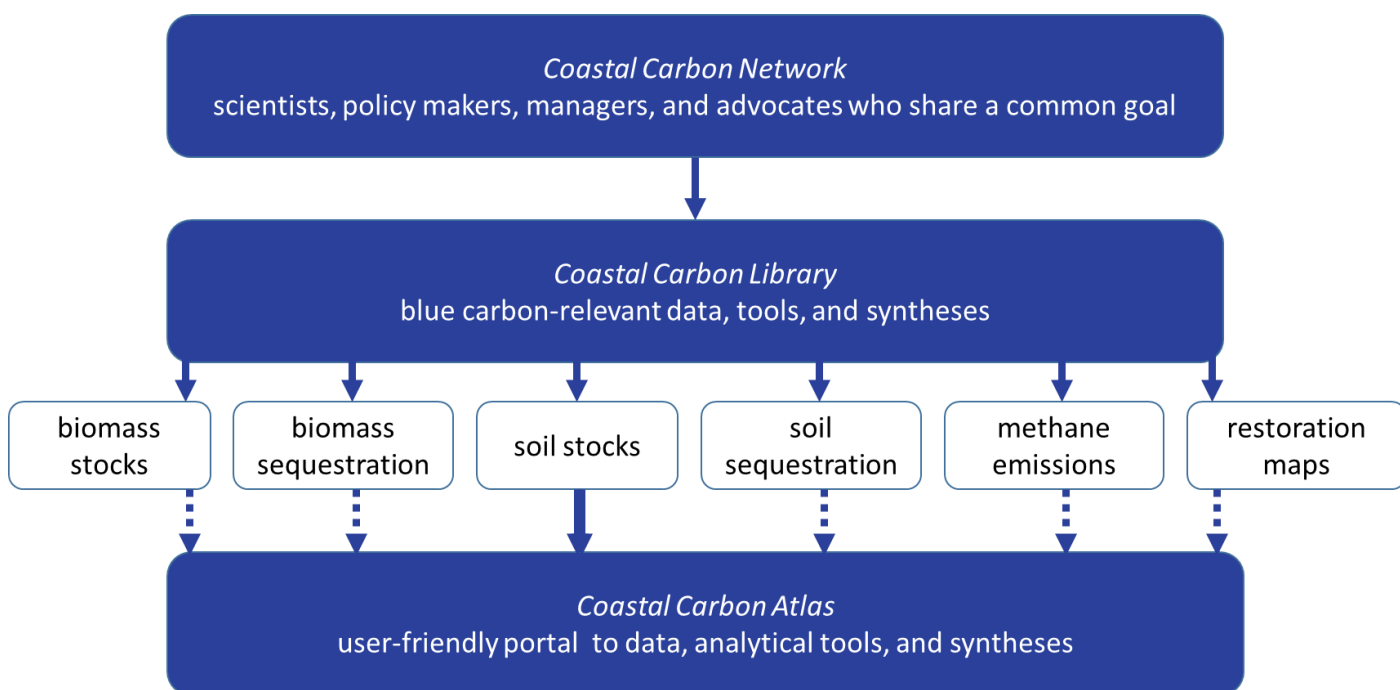 Coastal Carbon Network
scientists, policy makers, managers, and advocates who share a common goal
Coastal Carbon Library
blue carbon-relevant data, tools, and syntheses
biomass
stocks
biomass
sequestration
soil stocks
soil
sequestration
methane
emissions
restoration
maps
Coastal Carbon Atlas
user-friendly portal to data, analytical tools, and syntheses